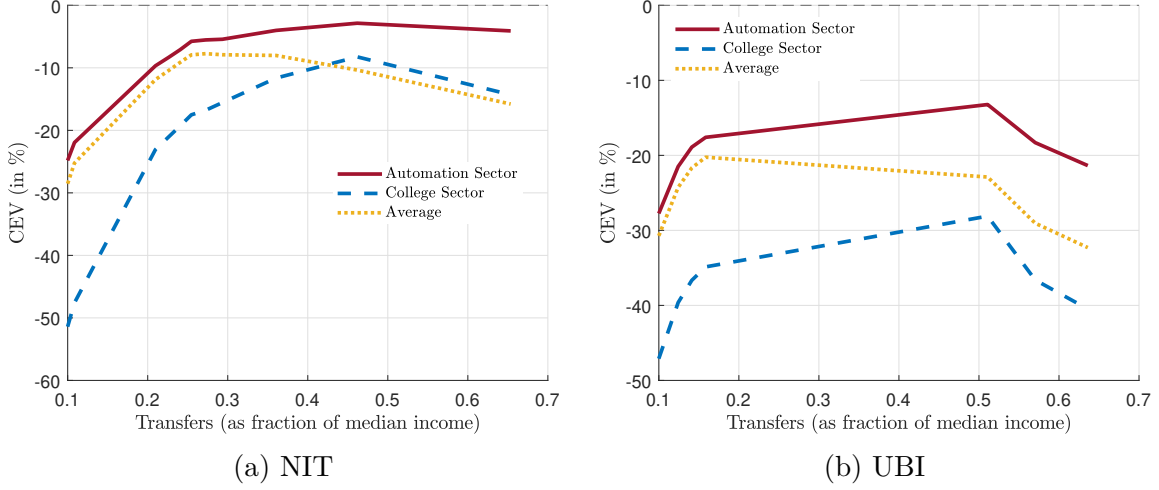 0
-10
-20
-30
-40
-50
-60
CEV (in %)
Automation Sector
College Sector
Average
0.1 0.2 0.3 0.4 0.5 0.6 0.7
Transfers (as fraction of median income)
(a) NIT
0
-10
-20
-30
-40
-50
CEV (in %)
Automation Sector
College Sector
Average
0.1 0.2 0.3 0.4 0.5 0.6 0.7
Transfers (as fraction of median income)
(b) UBI